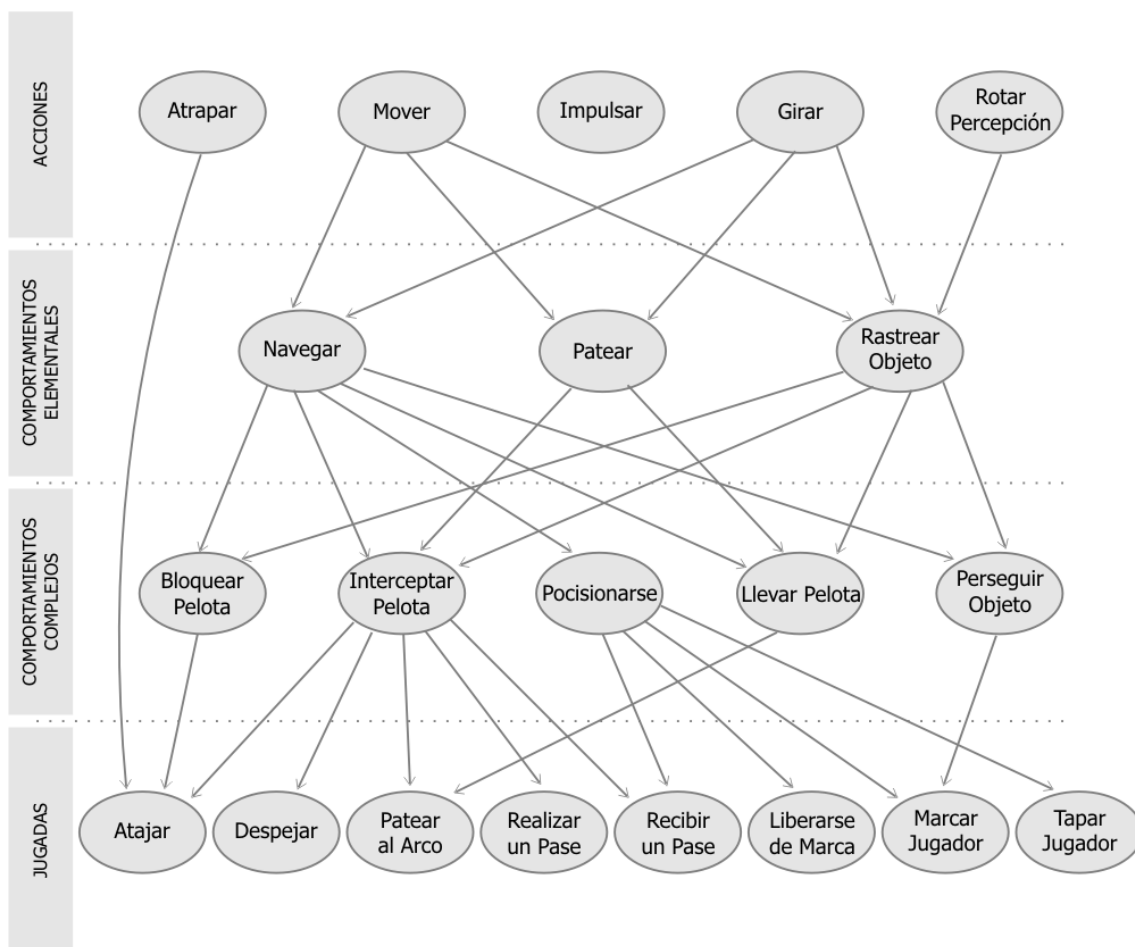 ACCIONES
Atrapar
Mover
Impulsar
Girar
Rotar
Percepción
COMPORTAMIENTOS
ELEMENTALES
Navegar
Patear
Rastrear
Objeto
COMPORTAMIENTOS
COMPLEJOS
Bloquear
Pelota
Interceptar
Pelota
Pocisionarse
Llevar Pelota
Perseguir
Objeto
JUGADAS
Atajar
Despejar
Patear
al Arco
Realizar
un Pase
Recibir
un Pase
Liberarse
de Marca
Marcar
Jugador
Tapar
Jugador